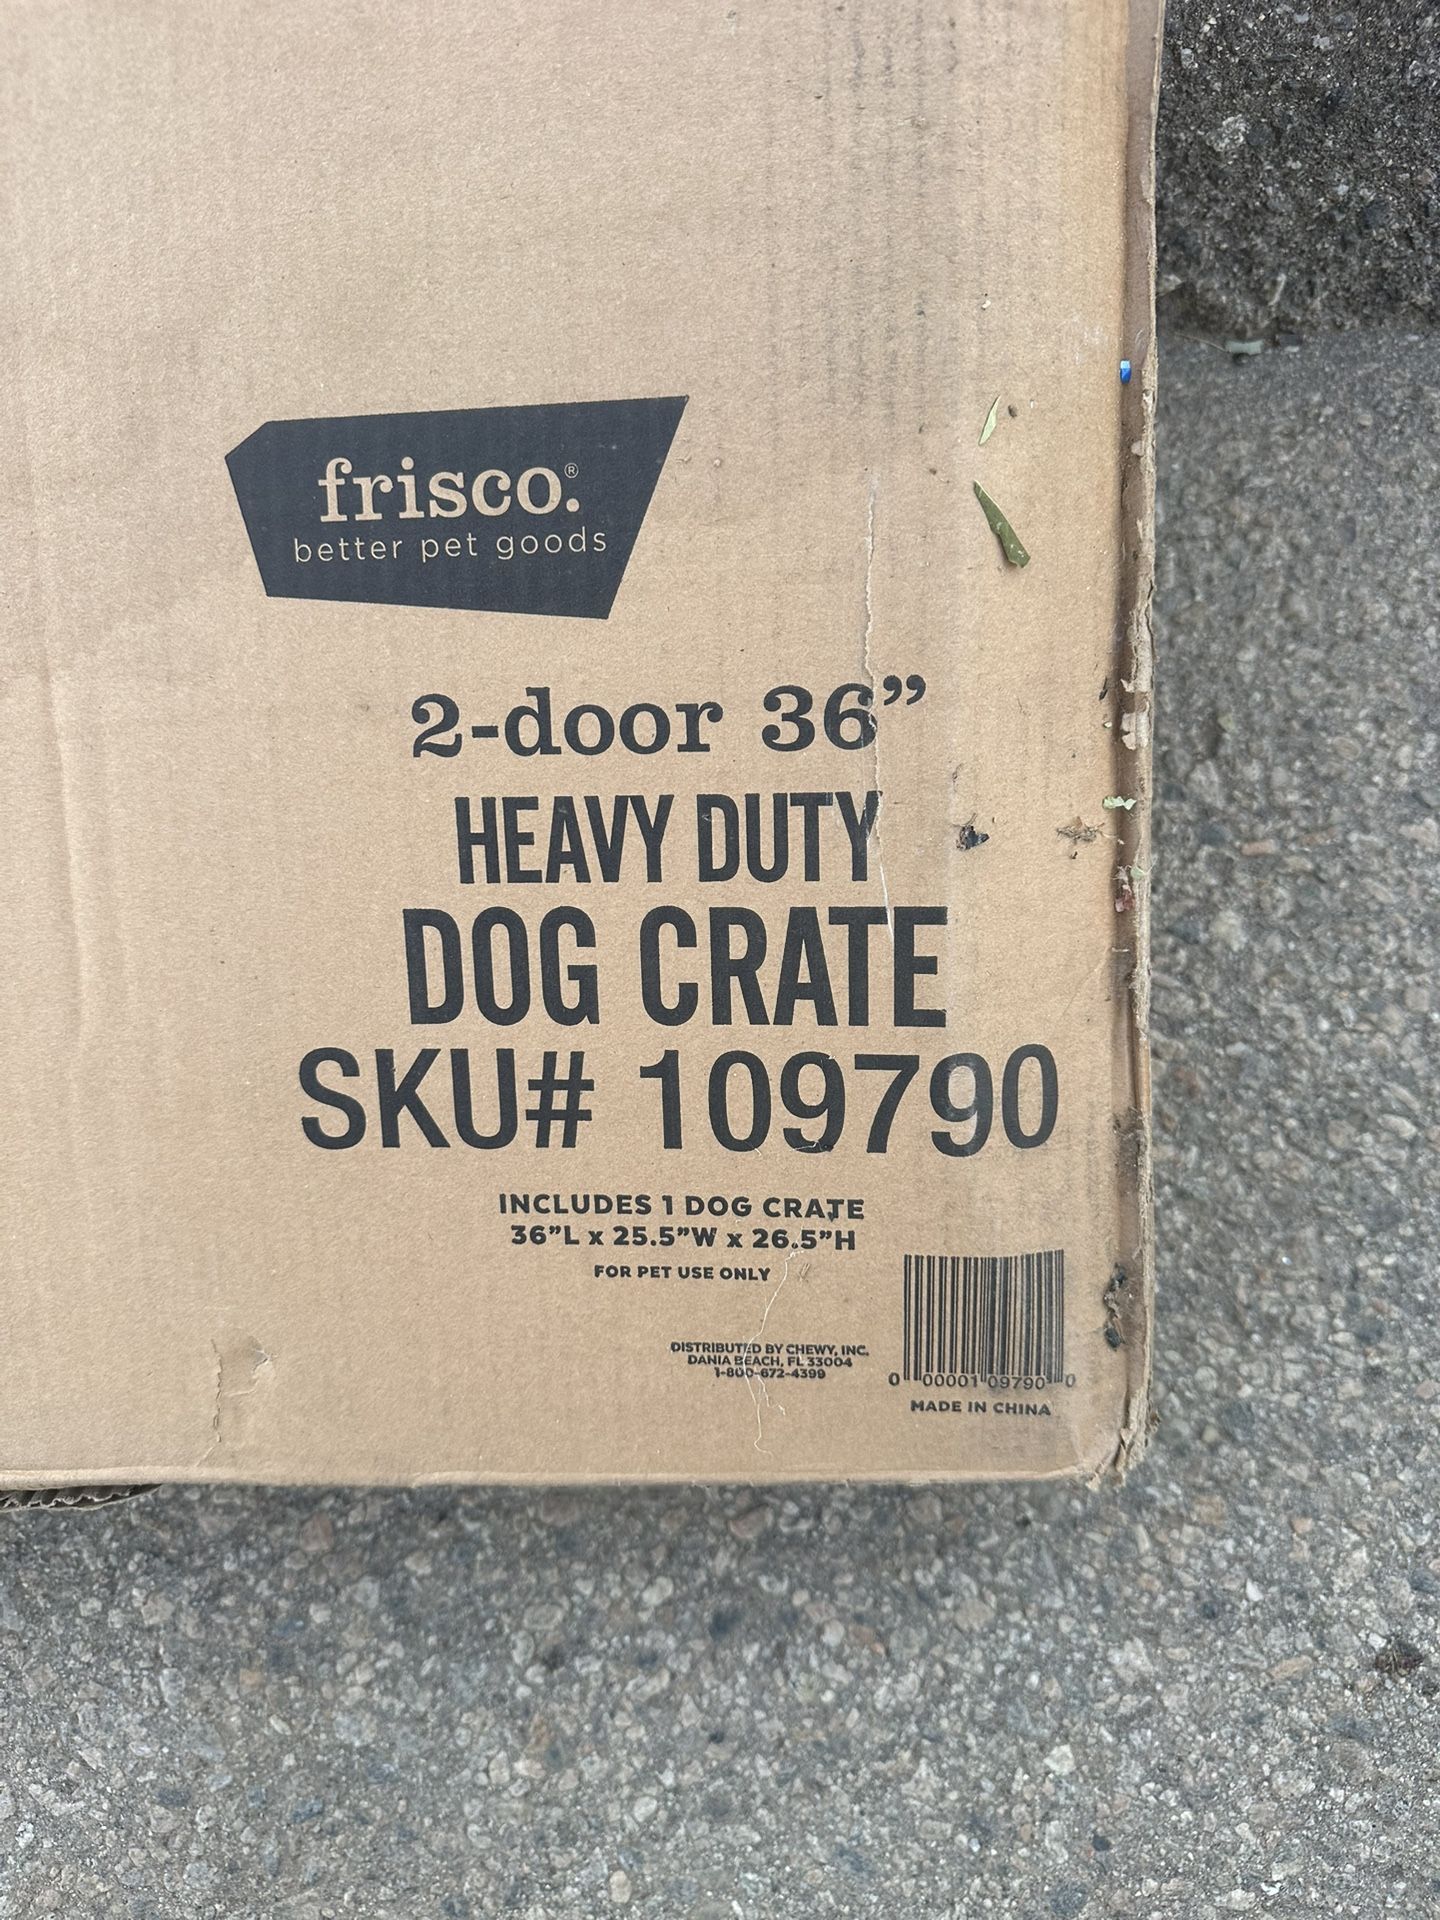 frisco.®
better pet goods
2-door 36”
HEAVY DUTY
DOG CRATE
SKU# 109790
INCLUDES 1 DOG CRATE
36”L x 25.5”W x 26.5”H
FOR PET USE ONLY
DISTRIBUTED BY CHEWY, INC.
DANIA BEACH, FL 33004
1-800-672-4399
0 00001 09790 0
MADE IN CHINA